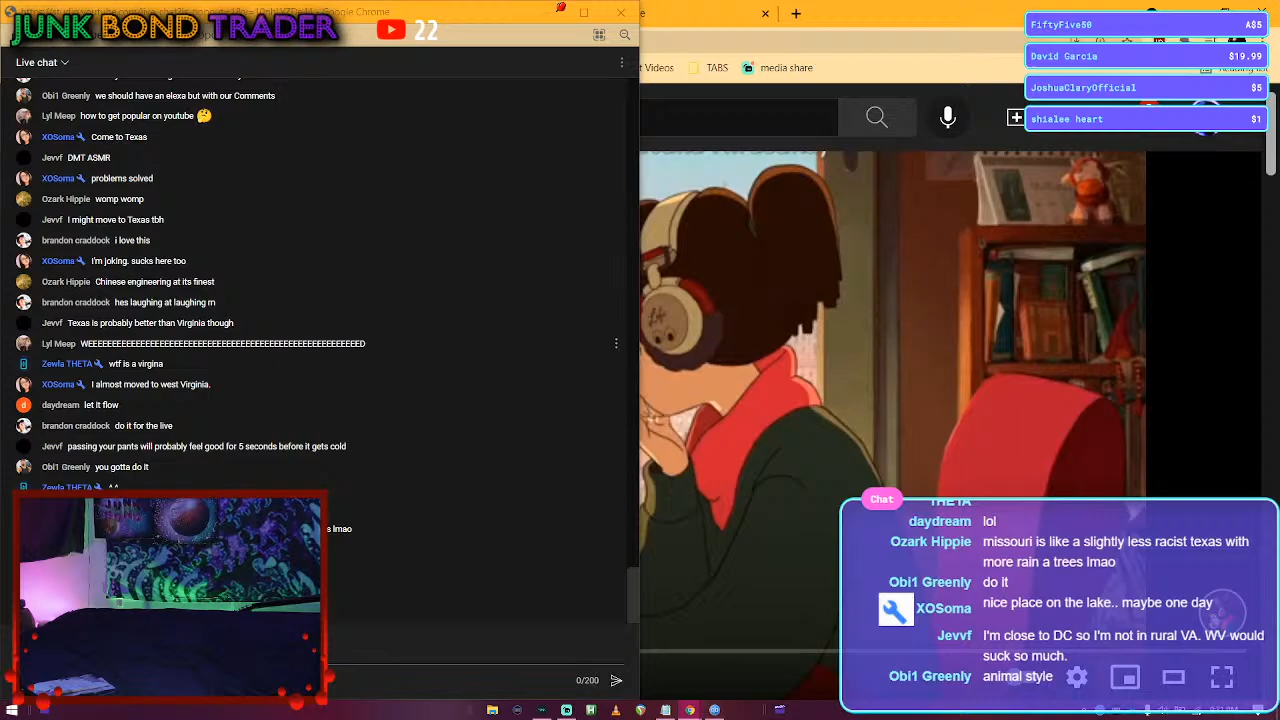 JUNK BOND TRADER
22
Live chat
Obi1 Greenly we should have an elexa but with our Comments
Lyl Meep how to get popular on youtube 🤔
XOSoma Come to Texas
Jevvf DMT ASMR
XOSoma problems solved
Ozark Hippie womp womp
Jevvf I might move to Texas tbh
brandon craddock i love this
XOSoma I'm joking. sucks here too
Ozark Hippie Chinese engineering at its finest
brandon craddock hes laughing at laughing rn
Jevvf Texas is probably better than Virginia though
Lyl Meep WEEEEEEEEEEEEEEEEEEEEEEEEEEEEEEEEEEEEEEEEEEEEEEEEEED
Zewla THETA wtf is a virgina
XOSoma I almost moved to west Virginia.
daydream let it flow
brandon craddock do it for the live
Jevvf passing your pants will probably feel good for 5 seconds before it gets cold
Obi1 Greenly you gotta do it
Zewla THETA ^^
s lmao
0/200
t Videos
TABS
media share
FiftyFive50 A$5
David Garcia $19.99
JoshuaClaryOfficial $5
shialee heart $1
Chat
THETA
daydream lol
Ozark Hippie missouri is like a slightly less racist texas with
more rain a trees lmao
Obi1 Greenly do it
XOSoma nice place on the lake.. maybe one day
Jevvf I'm close to DC so I'm not in rural VA. WV would
suck so much.
Obi1 Greenly animal style